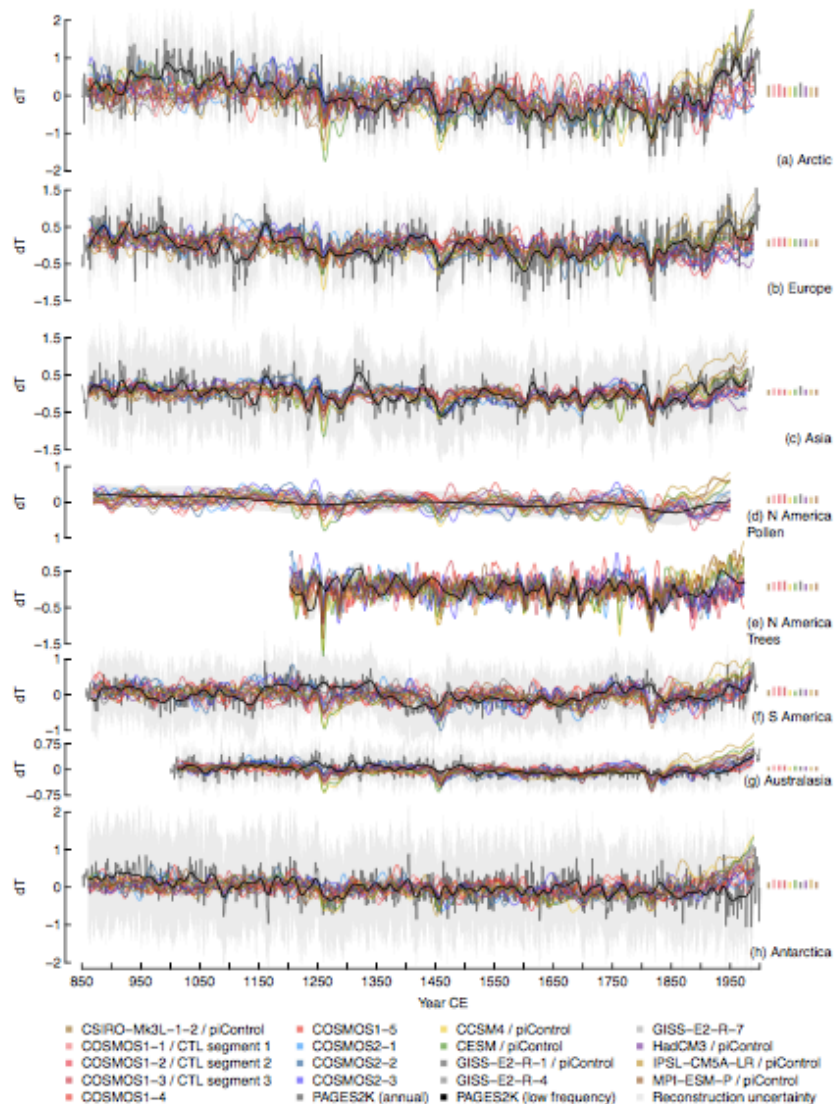 2
1
0
−1
−2
dT
(a) Arctic
1.5
0.5
−0.5
−1.5
dT
(b) Europe
1.5
0.5
−0.5
−1.5
dT
(c) Asia
1
0
1
dT
(d) N America
Pollen
0.5
−0.5
−1.5
dT
(e) N America
Trees
1
0
−1
dT
(f) S America
0.75
0
−0.75
dT
(g) Australasia
2
1
0
−1
−2
dT
(h) Antarctica
850 950 1050 1150 1250 1350 1450 1550 1650 1750 1850 1950
Year CE
CSIRO−Mk3L−1−2 / piControl COSMOS1−5 CCSM4 / piControl GISS−E2−R−7
COSMOS1−1 / CTL segment 1 COSMOS2−1 CESM / piControl HadCM3 / piControl
COSMOS1−2 / CTL segment 2 COSMOS2−2 GISS−E2−R−1 / piControl IPSL−CM5A−LR / piControl
COSMOS1−3 / CTL segment 3 COSMOS2−3 GISS−E2−R−4 MPI−ESM−P / piControl
COSMOS1−4 PAGES2K (annual) PAGES2K (low frequency) Reconstruction uncertainty